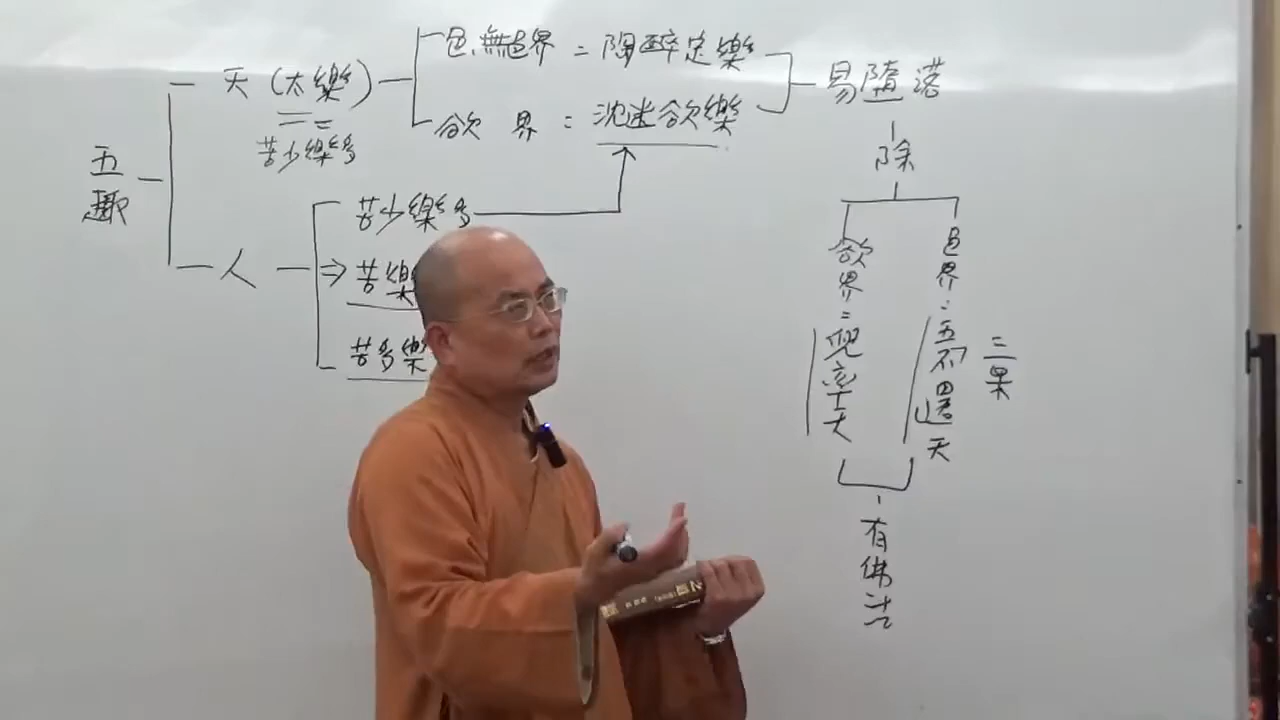 五趣
天(太樂)
苦少樂多
色、無色界=陶醉定樂
欲界=沈迷欲樂
易墮落
除
欲界=兜率天
色界=五不還天
三果
有佛法
人
苦少樂多
⇒苦樂
苦多樂